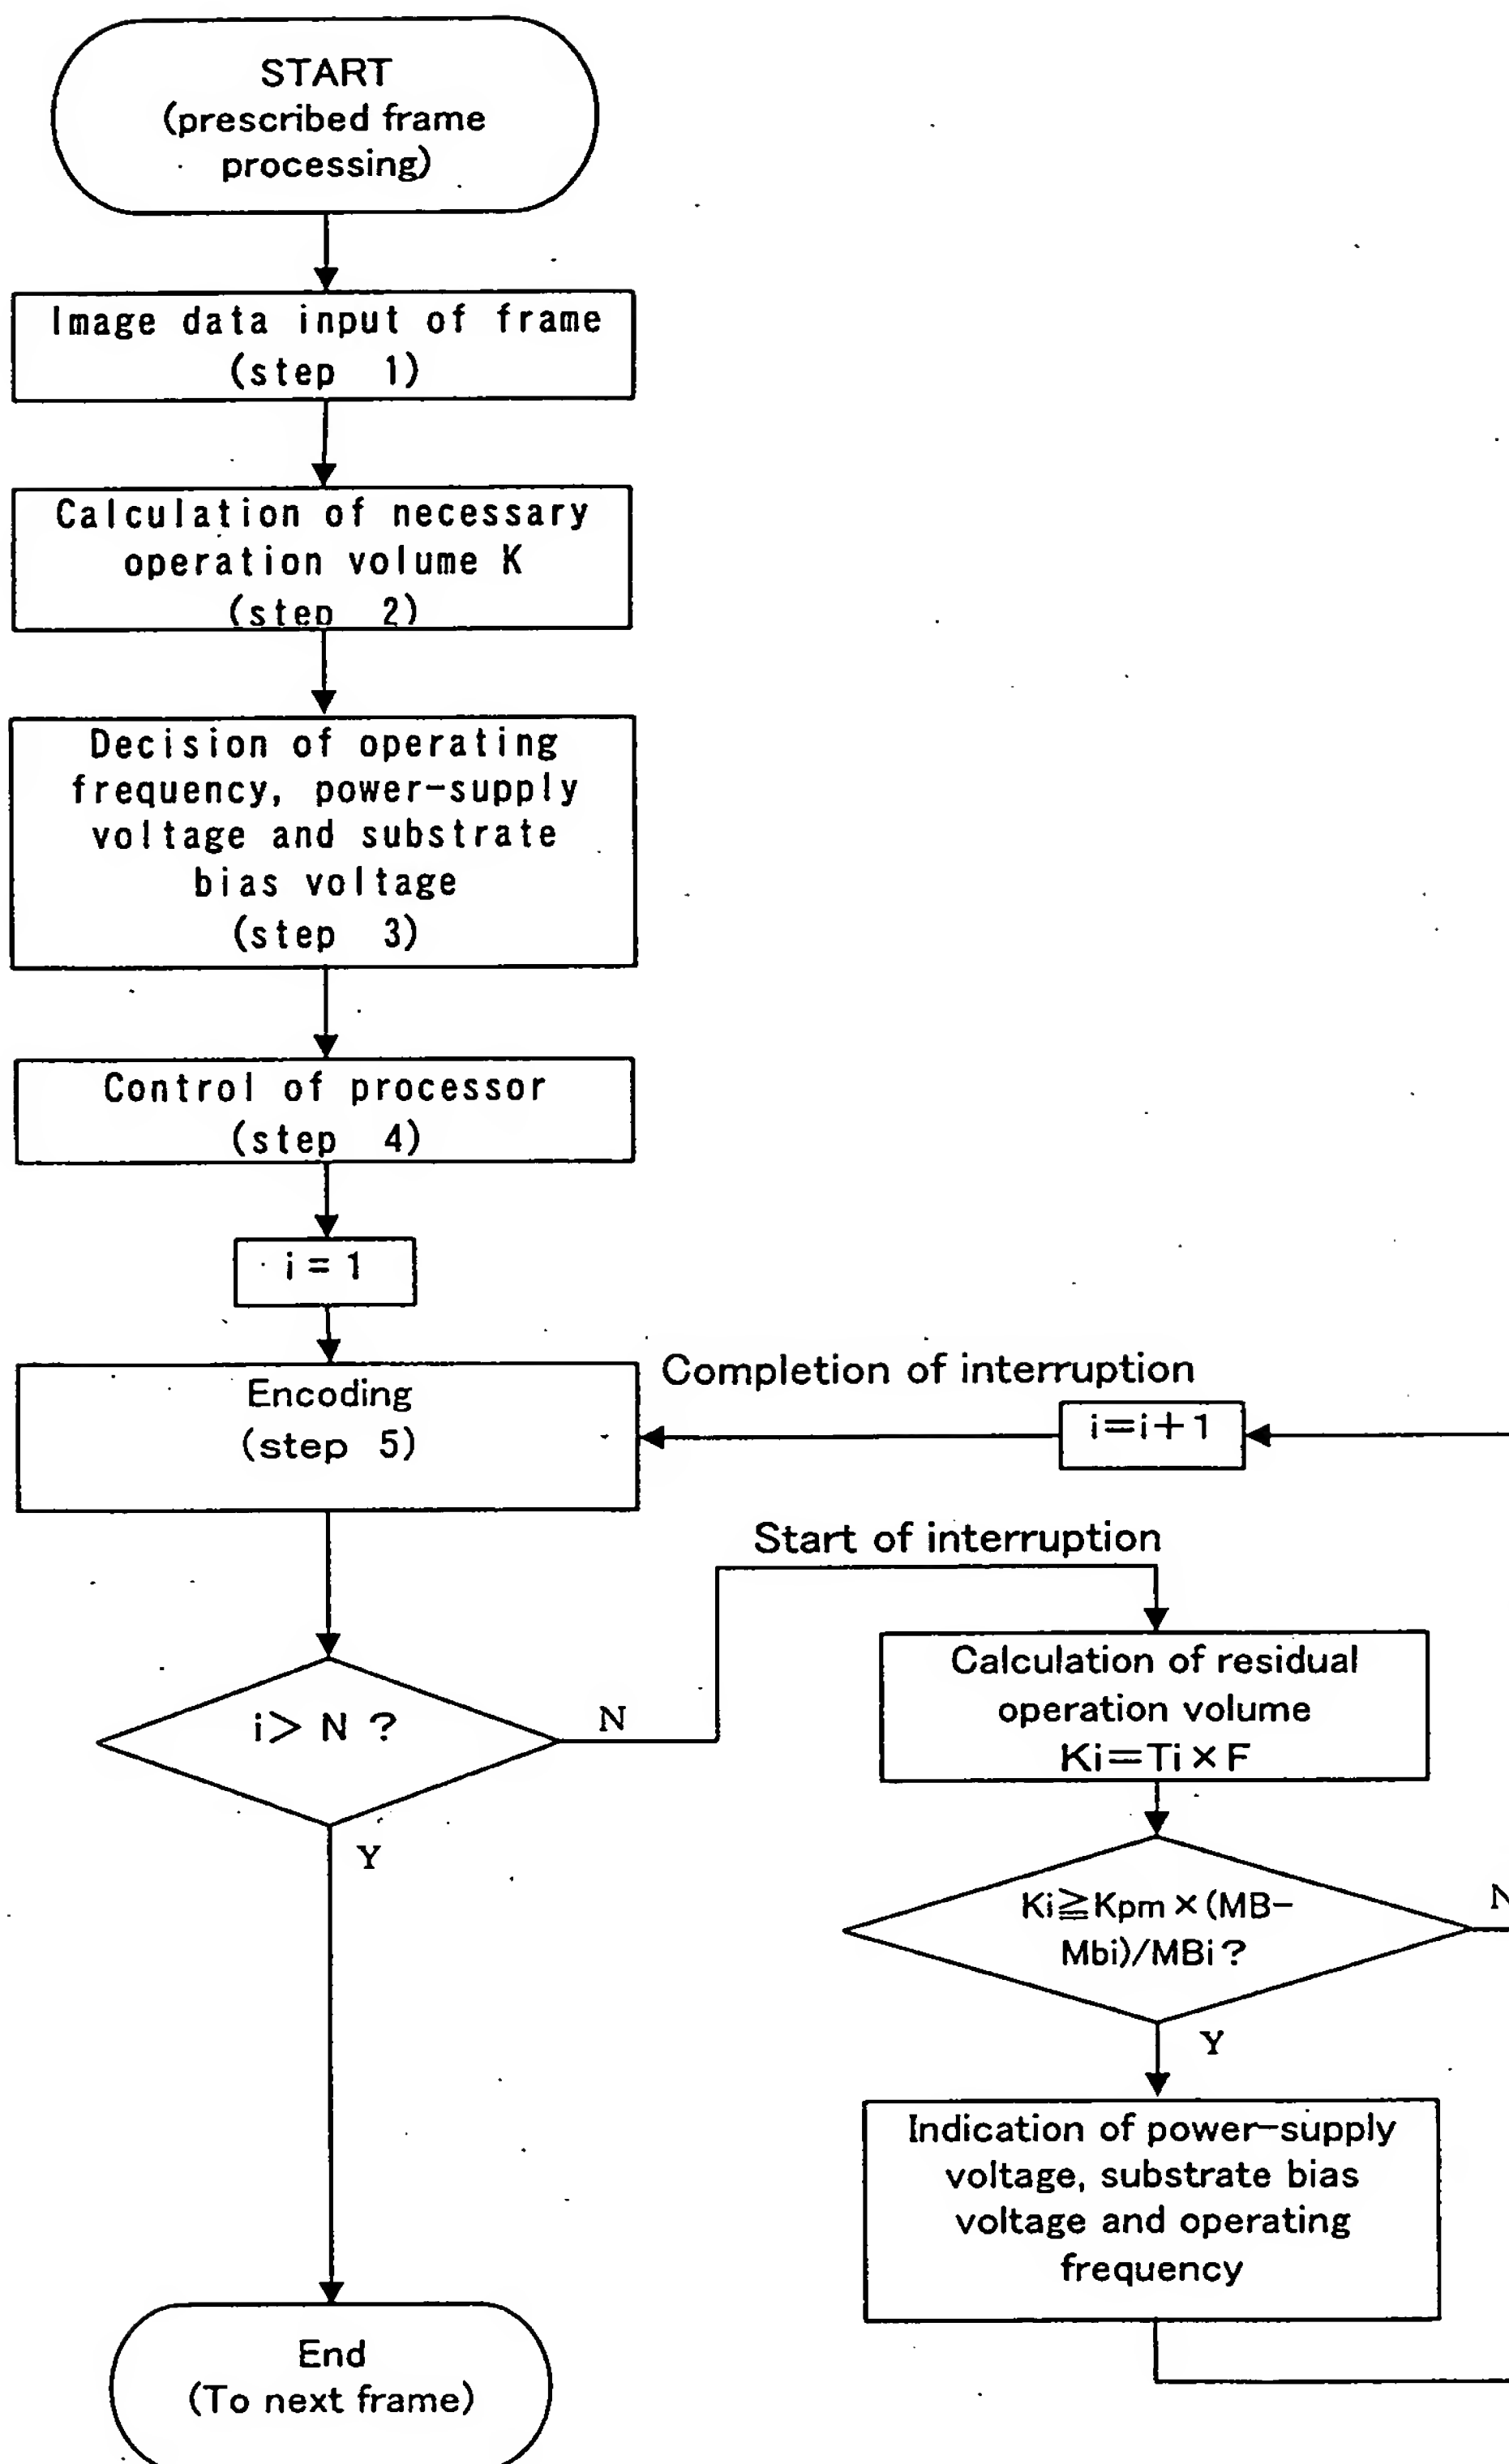 START
(prescribed frame
processing)
Image data input of frame
(step 1)
Calculation of necessary
operation volume K
(step 2)
Decision of operating
frequency, power-supply
voltage and substrate
bias voltage
(step 3)
Control of processor
(step 4)
i = 1
Encoding
(step 5)
Completion of interruption
i=i+1
Start of interruption
i> N ?
N
Y
Calculation of residual
operation volume
Ki=Ti×F
Ki≧Kpm×(MB-
Mbi)/MBi?
N
Y
Indication of power-supply
voltage, substrate bias
voltage and operating
frequency
End
(To next frame)